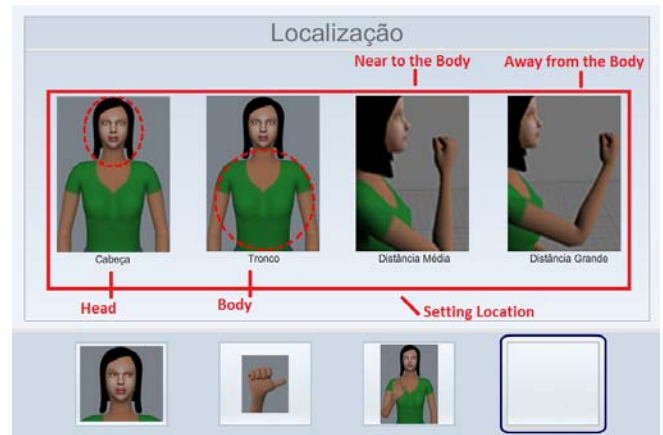 Localização
Near to the Body
Away from the Body
Cabeça
Tronco
Distância Média
Distância Grande
Head
Body
Setting Location